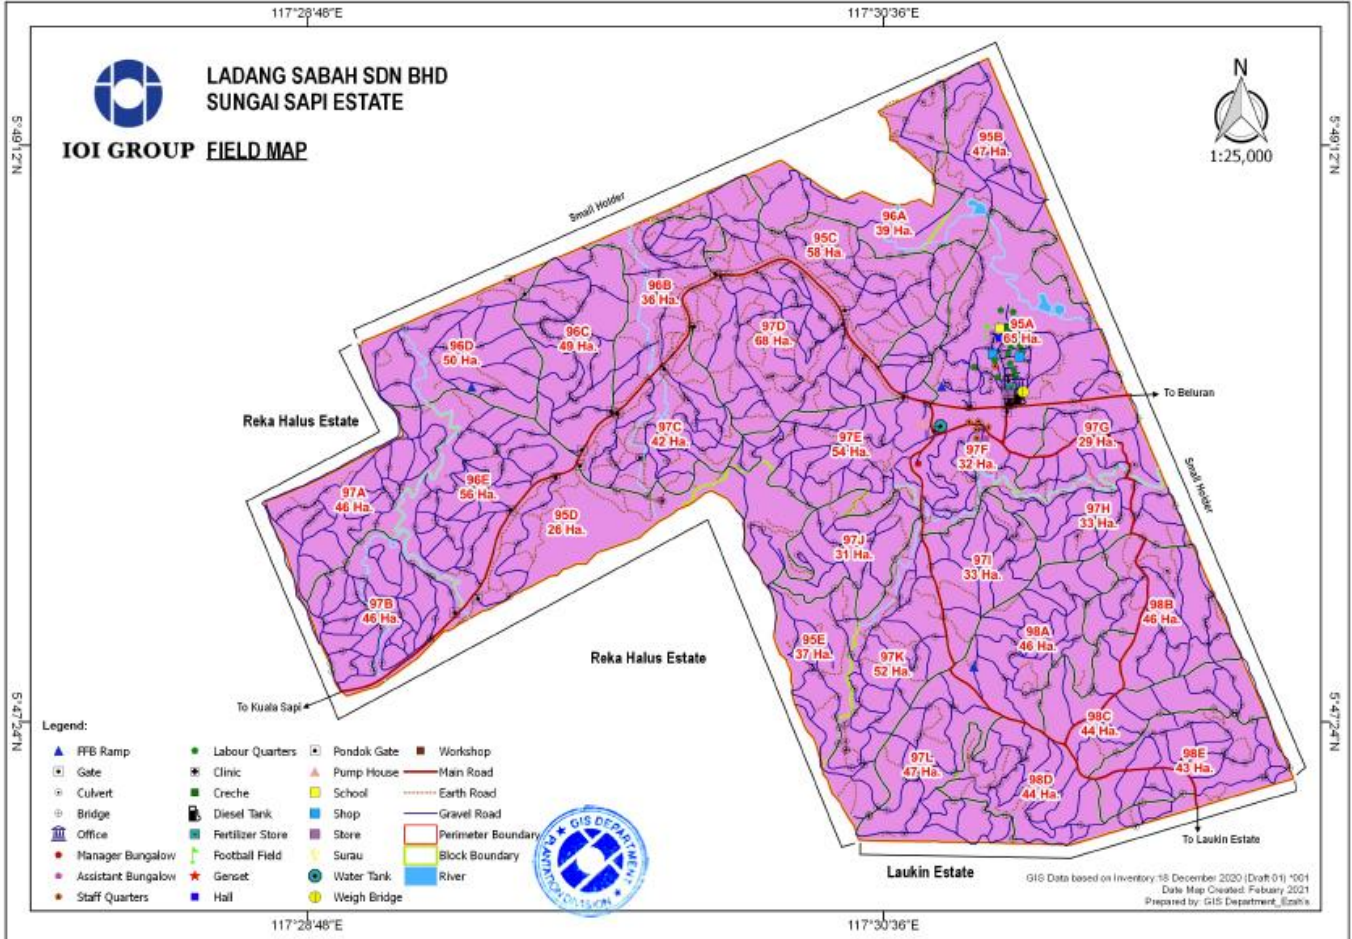 117°28'48"E
117°30'36"E
LADANG SABAH SDN BHD
SUNGAI SAPI ESTATE
IOI GROUP
FIELD MAP
N
1:25,000
5°49'12"N
5°49'12"N
95B
47 Ha.
Small Holder
96A
39 Ha.
95C
58 Ha.
96B
36 Ha.
96C
49 Ha.
97D
68 Ha.
95A
65 Ha.
96D
50 Ha.
To Beluran
Reka Halus Estate
97C
42 Ha.
97E
54 Ha.
97G
29 Ha.
97F
32 Ha.
Small Holder
97A
46 Ha.
96E
56 Ha.
95D
26 Ha.
97H
33 Ha.
97J
31 Ha.
97I
33 Ha.
97B
46 Ha.
98B
46 Ha.
95E
37 Ha.
98A
46 Ha.
Reka Halus Estate
97K
52 Ha.
To Kuala Sapi
98C
44 Ha.
5°47'24"N
5°47'24"N
97L
47 Ha.
98E
43 Ha.
98D
44 Ha.
To Laukin Estate
Laukin Estate
Legend:
FFB Ramp
Gate
Culvert
Bridge
Office
Manager Bungalow
Assistant Bungalow
Staff Quarters
Labour Quarters
Clinic
Creche
Diesel Tank
Fertilizer Store
Football Field
Genset
Hall
Pondok Gate
Pump House
School
Shop
Store
Surau
Water Tank
Weigh Bridge
Workshop
Main Road
Earth Road
Gravel Road
Perimeter Boundary
Block Boundary
River
GIS DEPARTMENT
PLANTATION DIVISION
GIS Data based on Inventory:18 December 2020 (Draft 01) *001
Date Map Created: Febuary 2021
Prepared by: GIS Department_Ezah's
117°28'48"E
117°30'36"E